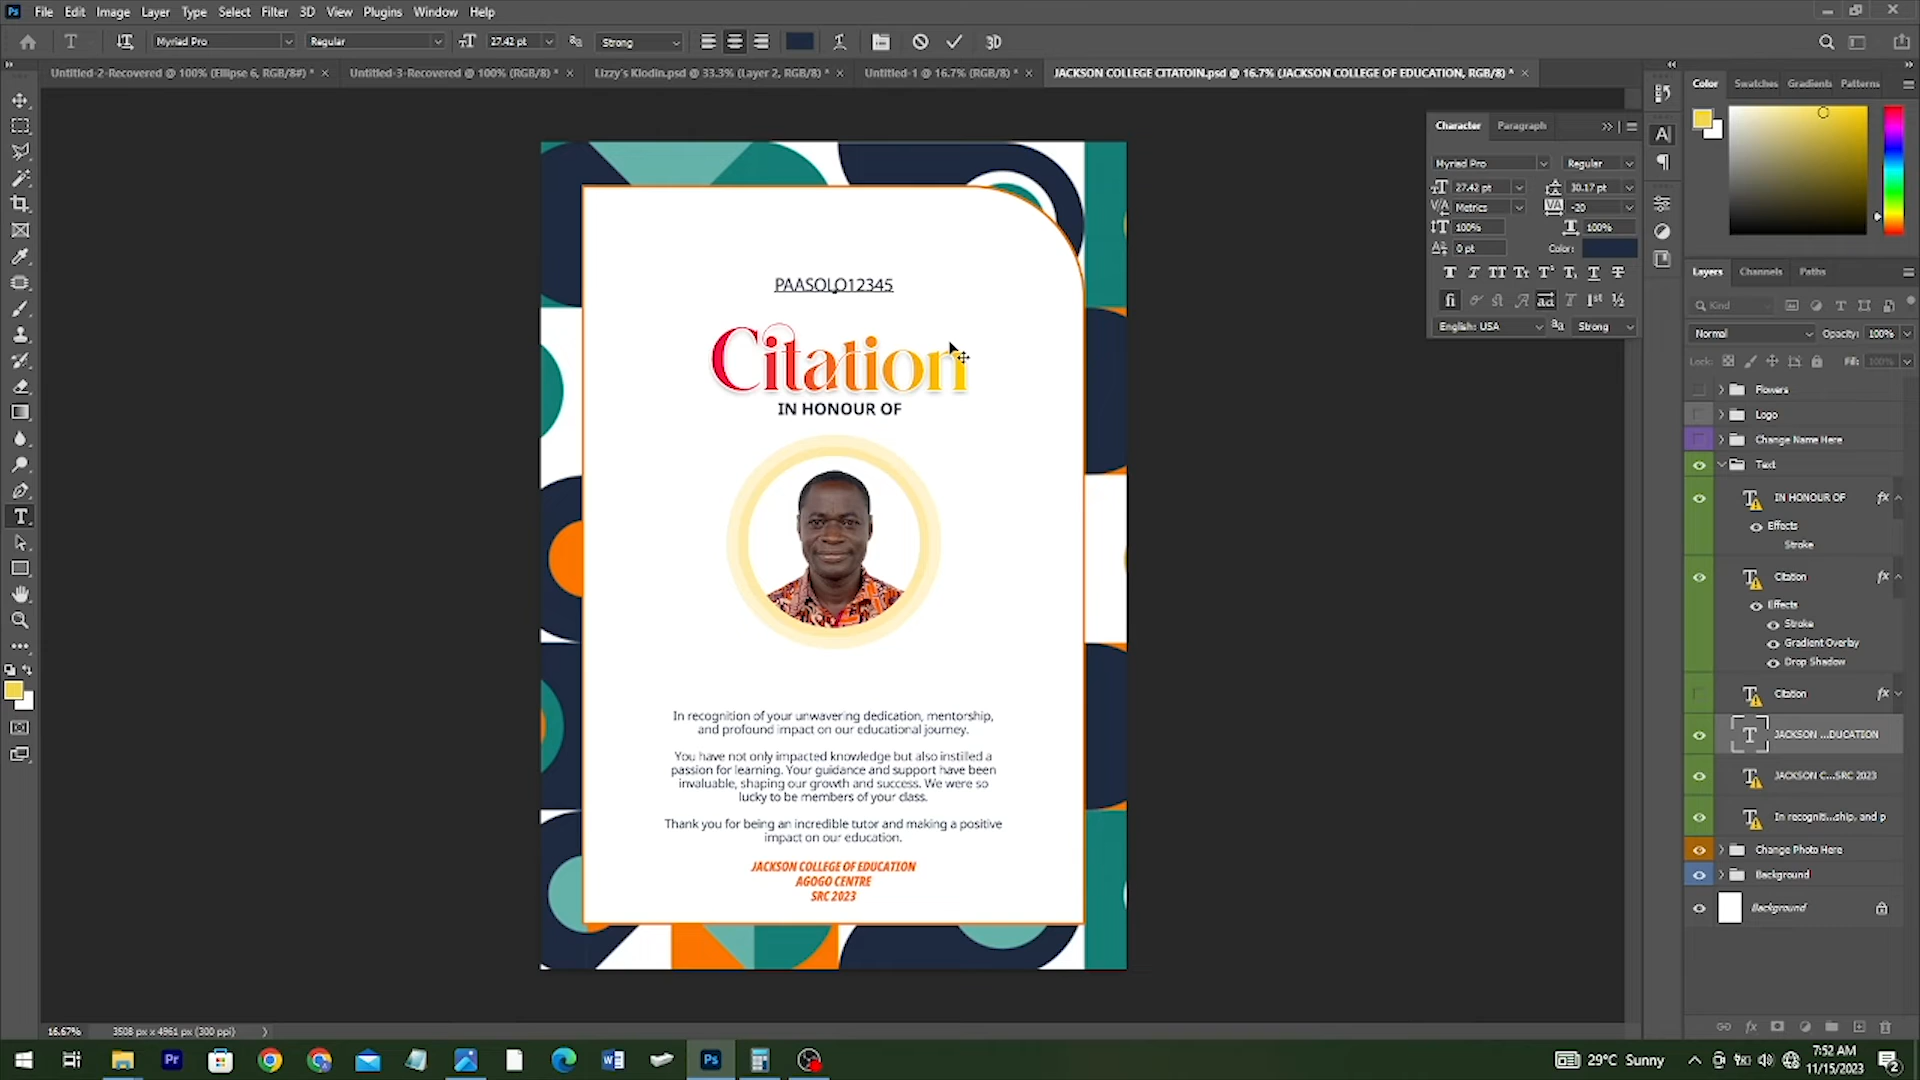 File Edit Image Layer Type Select Filter 3D View Plugins Window Help
Myriad Pro Regular 27.42 pt Strong 3D
Untitled-2-Recovered @ 100% (Ellipse 6, RGB/8#) * Untitled-3-Recovered @ 100% (RGB/8) * Lizzy's Klodin.psd @ 33.3% (Layer 2, RGB/8) * Untitled-1 @ 16.7% (RGB/8) * JACKSON COLLEGE CITATOIN.psd @ 16.7% (JACKSON COLLEGE OF EDUCATION, RGB/8) *
Color Swatches Gradients Patterns
Character Paragraph
Myriad Pro Regular
27.42 pt 30.17 pt
Metrics -20
100% 100%
0 pt Color:
English: USA Strong
Layers Channels Paths
Kind
Normal Opacity: 100%
Lock: Fill: 100%
Flowers
Logo
Change Name Here
Text
IN HONOUR OF fx
Effects
Stroke
Citation fx
Effects
Stroke
Gradient Overlay
Drop Shadow
Citation fx
JACKSON ...DUCATION
JACKSON C...SRC 2023
In recogniti...ship, and p
Change Photo Here
Background
Background
PAASOLO12345
Citation
IN HONOUR OF
In recognition of your unwavering dedication, mentorship,
and profound impact on our educational journey.
You have not only impacted knowledge but also instilled a
passion for learning. Your guidance and support have been
invaluable, shaping our growth and success. We were so
lucky to be members of your class.
Thank you for being an incredible tutor and making a positive
impact on our education.
JACKSON COLLEGE OF EDUCATION
AGOGO CENTRE
SRC 2023
16.67% 3508 px x 4961 px (300 ppi)
29°C Sunny
7:52 AM
11/15/2023